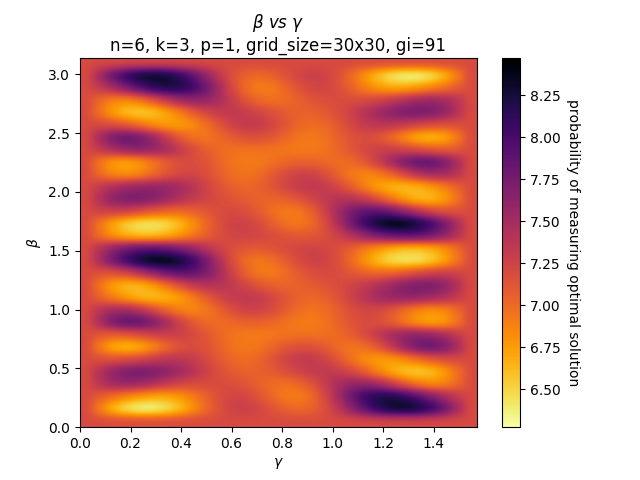 β vs γ
n=6, k=3, p=1, grid_size=30x30, gi=91
3.0
2.5
2.0
1.5
1.0
0.5
0.0
β
0.0 0.2 0.4 0.6 0.8 1.0 1.2 1.4
γ
8.25
8.00
7.75
7.50
7.25
7.00
6.75
6.50
probability of measuring optimal solution